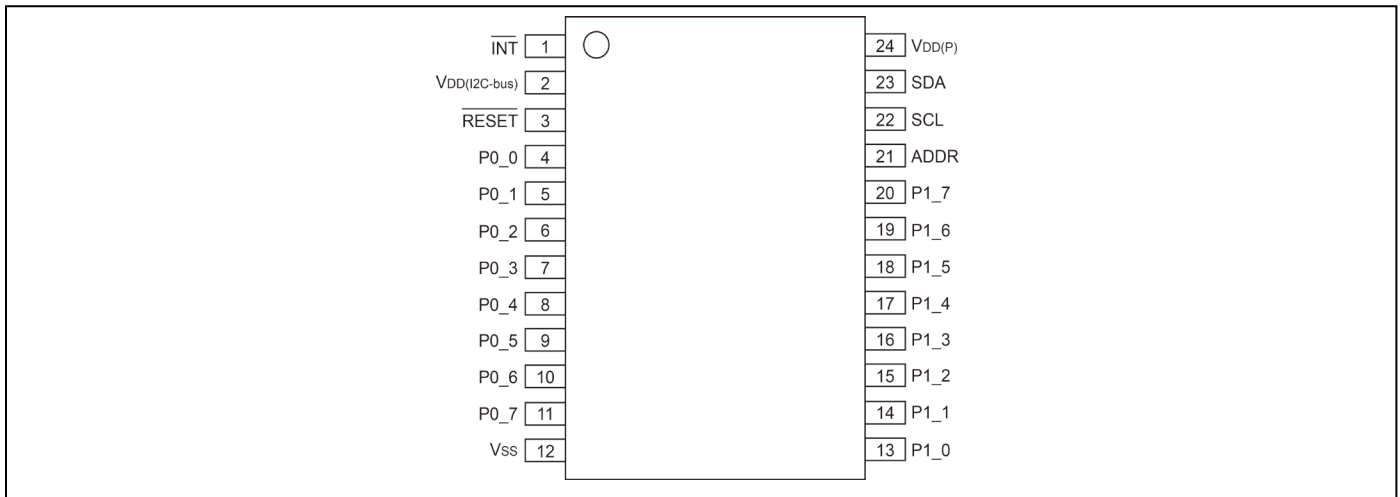 INT 1 24 VDD(P)
VDD(I2C-bus) 2 23 SDA
RESET 3 22 SCL
P0_0 4 21 ADDR
P0_1 5 20 P1_7
P0_2 6 19 P1_6
P0_3 7 18 P1_5
P0_4 8 17 P1_4
P0_5 9 16 P1_3
P0_6 10 15 P1_2
P0_7 11 14 P1_1
Vss 12 13 P1_0